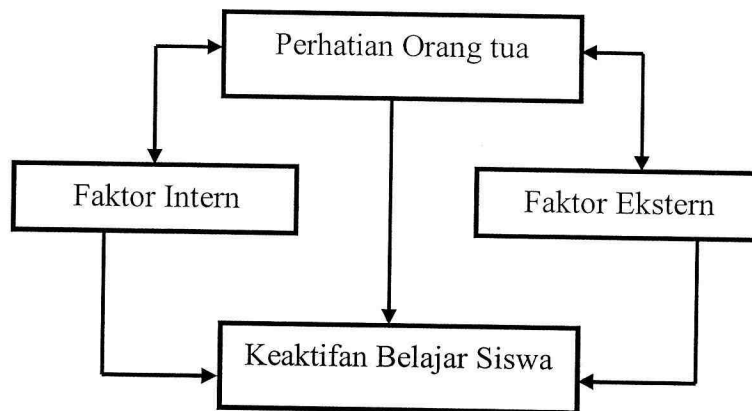 Perhatian Orang tua
Faktor Intern
Faktor Ekstern
Keaktifan Belajar Siswa